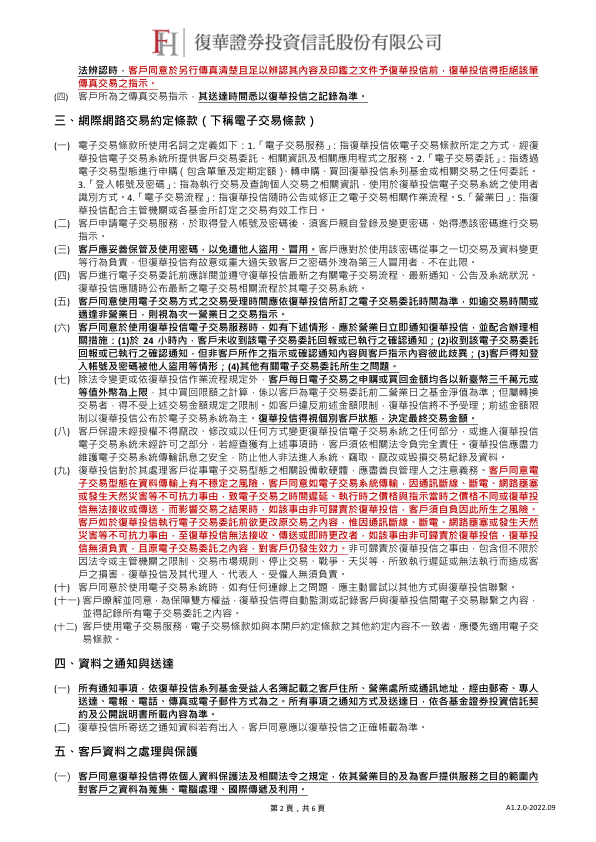 FH 復華證券投資信託股份有限公司
法辨認時，客戶同意於另行傳真清楚且足以辨認其內容及印鑑之文件予復華投信前，復華投信得拒絕該筆
傳真交易之指示。
(四) 客戶所為之傳真交易指示，其送達時間悉以復華投信之記錄為準。
三、網際網路交易約定條款（下稱電子交易條款）
(一) 電子交易條款所使用名詞之定義如下：1.「電子交易服務」：指復華投信依電子交易條款所定之方式，經復
華投信電子交易系統所提供客戶交易委託、相關資訊及相關應用程式之服務。2.「電子交易委託」：指透過
電子交易型態進行申購（包含單筆及定期定額）、轉申購、買回復華投信系列基金或相關交易之任何委託。
3.「登入帳號及密碼」：指為執行交易及查詢個人交易之相關資訊，使用於復華投信電子交易系統之使用者
識別方式。4.「電子交易流程」：指復華投信隨時公告或修正之電子交易相關作業流程。5.「營業日」：指復
華投信配合主管機關或各基金所訂定之交易有效工作日。
(二) 客戶申請電子交易服務，於取得登入帳號及密碼後，須客戶親自登錄及變更密碼，始得憑該密碼進行交易
指示。
(三) 客戶應妥善保管及使用密碼，以免遭他人盜用、冒用。客戶應對於使用該密碼從事之一切交易及資料變更
等行為負責，但復華投信有故意或重大過失致客戶之密碼外洩為第三人冒用者，不在此限。
(四) 客戶進行電子交易委託前應詳閱並遵守復華投信最新之有關電子交易流程、最新通知、公告及系統狀況。
復華投信應隨時公布最新之電子交易相關流程於其電子交易系統。
(五) 客戶同意使用電子交易方式之交易受理時間應依復華投信所訂之電子交易委託時間為準，如逾交易時間或
適逢非營業日，則視為次一營業日之交易指示。
(六) 客戶同意於使用復華投信電子交易服務時，如有下述情形，應於營業日立即通知復華投信，並配合辦理相
關措施：(1)於 24 小時內，客戶未收到該電子交易委託回報或已執行之確認通知；(2)收到該電子交易委託
回報或已執行之確認通知，但非客戶所作之指示或確認通知內容與客戶指示內容彼此歧異；(3)客戶得知登
入帳號及密碼被他人盜用等情形；(4)其他有關電子交易委託所生之問題。
(七) 除法令變更或依復華投信作業流程規定外，客戶每日電子交易之申購或買回金額均各以新臺幣三千萬元或
等值外幣為上限，其中買回限額之計算，係以客戶為電子交易委託前二營業日之基金淨值為準；但屬轉換
交易者，得不受上述交易金額規定之限制。如客戶違反前述金額限制，復華投信將不予受理；前述金額限
制以復華投信公布於電子交易系統為主。復華投信得視個別客戶狀態，決定最終交易金額。
(八) 客戶保證未經授權不得竄改、修改或以任何方式變更復華投信電子交易系統之任何部分，或進入復華投信
電子交易系統未經許可之部分，若經查獲有上述事項時，客戶須依相關法令負完全責任。復華投信應盡力
維護電子交易系統傳輸訊息之安全，防止他人非法進入系統、竊取、竄改或毀損交易紀錄及資料。
(九) 復華投信對於其處理客戶從事電子交易型態之相關設備軟硬體，應盡善良管理人之注意義務。客戶同意電
子交易型態在資料傳輸上有不穩定之風險，客戶同意如電子交易系統傳輸，因通訊斷線、斷電、網路壅塞
或發生天然災害等不可抗力事由，致電子交易之時間遲延、執行時之價格與指示當時之價格不同或復華投
信無法接收或傳送，而影響交易之結果時，如該事由非可歸責於復華投信，客戶須自負因此所生之風險。
客戶如於復華投信執行電子交易委託前欲更改原交易之內容，惟因通訊斷線、斷電、網路壅塞或發生天然
災害等不可抗力事由，至復華投信無法接收、傳送或即時更改者，如該事由非可歸責於復華投信，復華投
信無須負責，且原電子交易委託之內容，對客戶仍發生效力。非可歸責於復華投信之事由，包含但不限於
因法令或主管機關之限制、交易市場規則、停止交易、戰爭、天災等，所致執行遲延或無法執行而造成客
戶之損害，復華投信及其代理人、代表人、受僱人無須負責。
(十) 客戶同意於使用電子交易系統時，如有任何連線上之問題，應主動嘗試以其他方式與復華投信聯繫。
(十一) 客戶瞭解並同意，為保障雙方權益，復華投信得自動監測或記錄客戶與復華投信間電子交易聯繫之內容，
並得記錄所有電子交易委託之內容。
(十二) 客戶使用電子交易服務，電子交易條款如與本開戶約定條款之其他約定內容不一致者，應優先適用電子交
易條款。
四、資料之通知與送達
(一) 所有通知事項，依復華投信系列基金受益人名簿記載之客戶住所、營業處所或通訊地址，經由郵寄、專人
送達、電報、電話、傳真或電子郵件方式為之。所有事項之通知方式及送達日，依各基金證券投資信託契
約及公開說明書所載內容為準。
(二) 復華投信所寄送之通知資料若有出入，客戶同意應以復華投信之正確帳載為準。
五、客戶資料之處理與保護
(一) 客戶同意復華投信得依個人資料保護法及相關法令之規定，依其營業目的及為客戶提供服務之目的範圍內
對客戶之資料為蒐集、電腦處理、國際傳遞及利用。
第 2 頁，共 6 頁
A1.2.0-2022.09